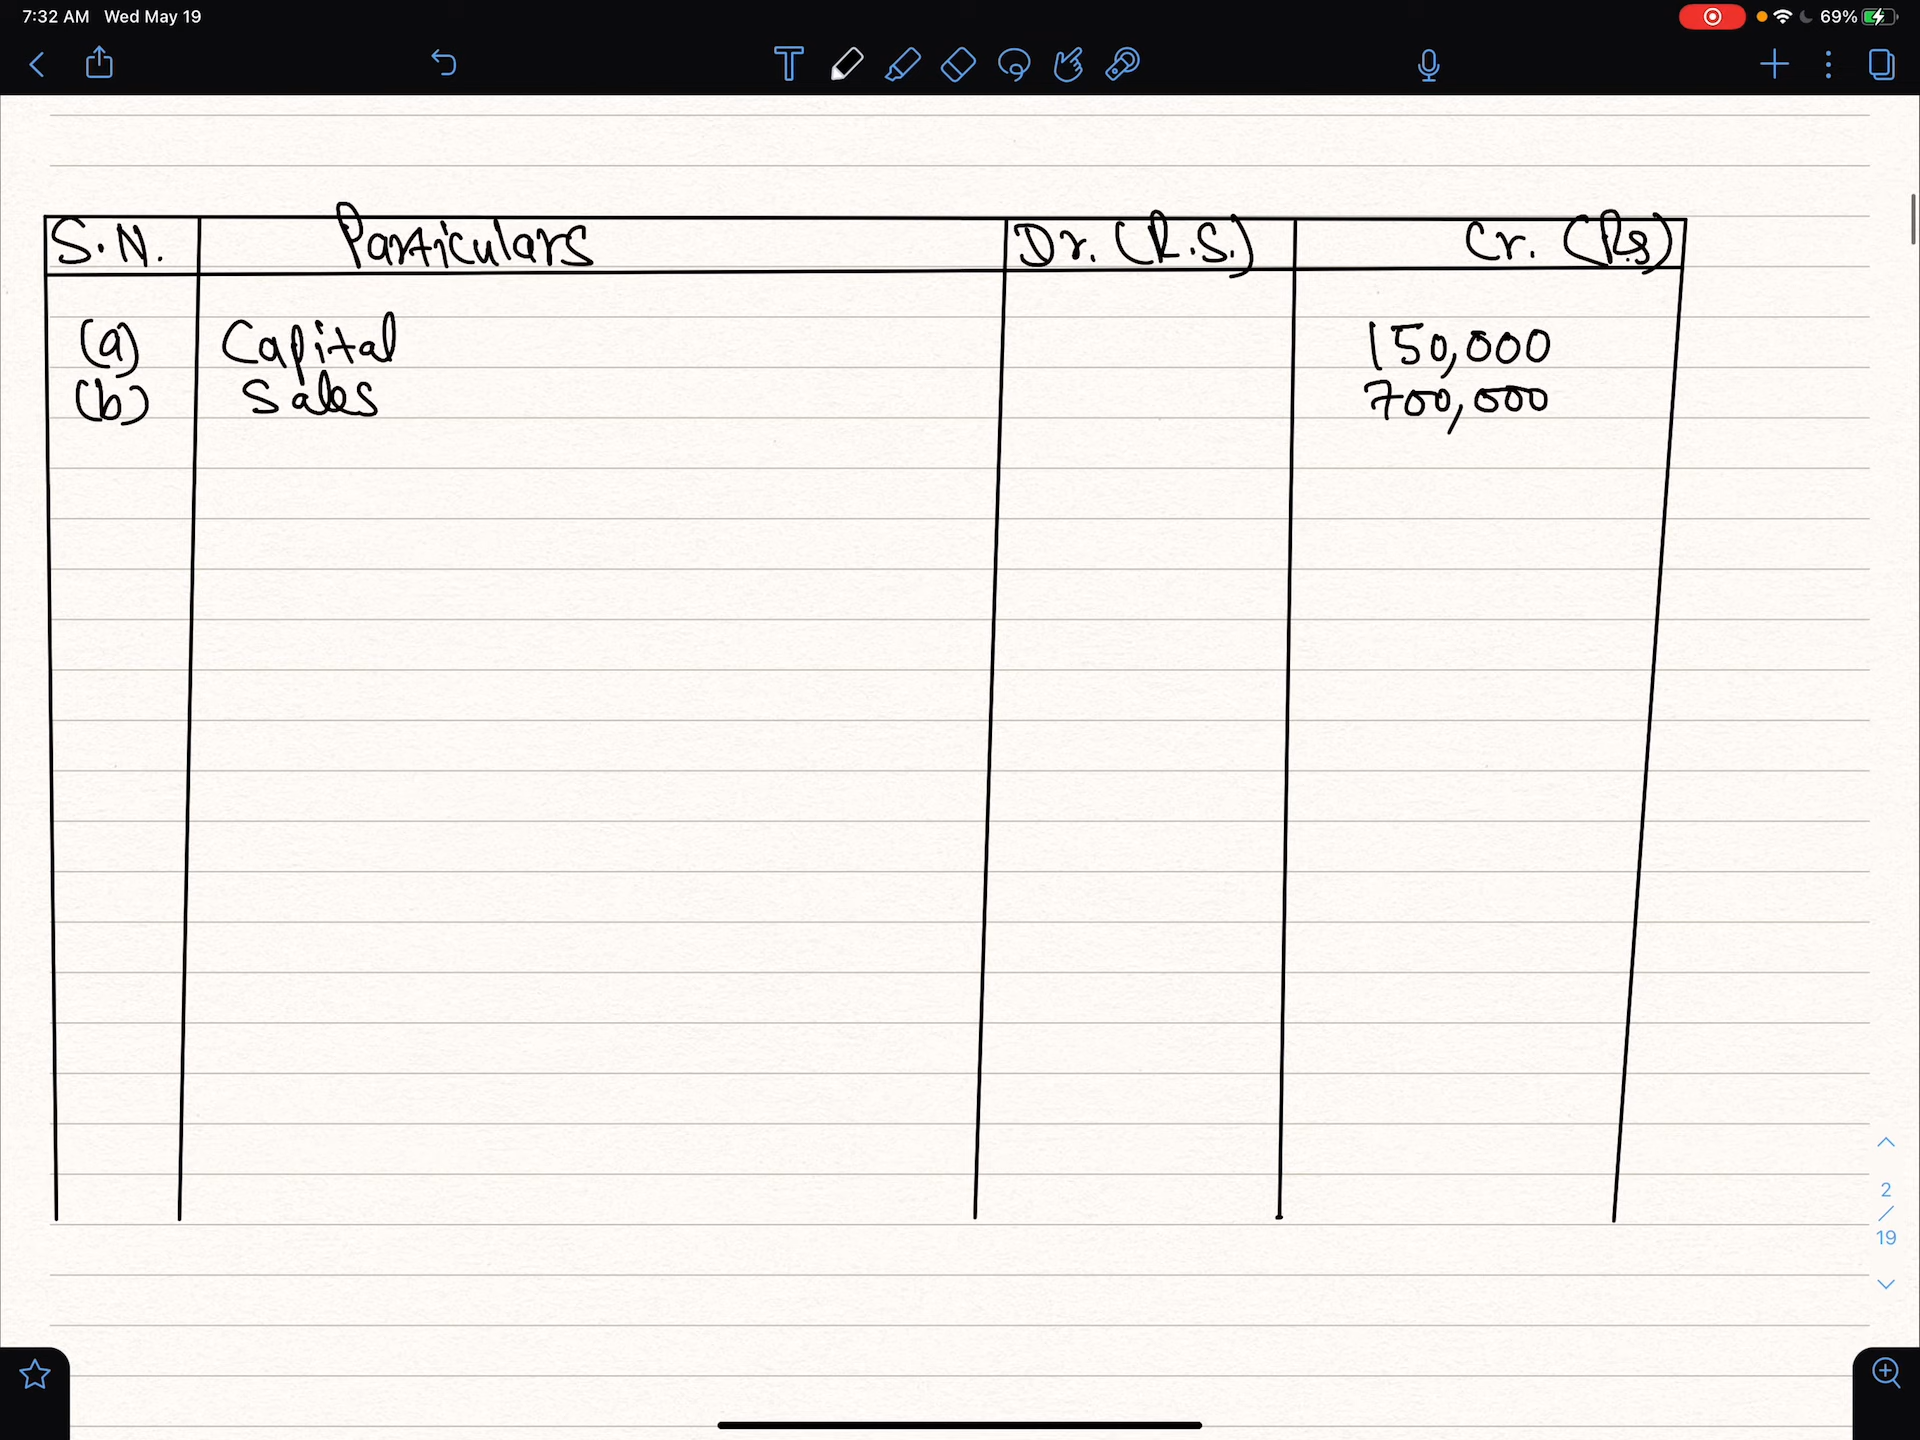 7:32 AM Wed May 19
69%
T
S.N. Particulars Dr. (R.S.) Cr. (Rs)
(a) Capital 150,000
(b) Sales 700,000
2
/
19